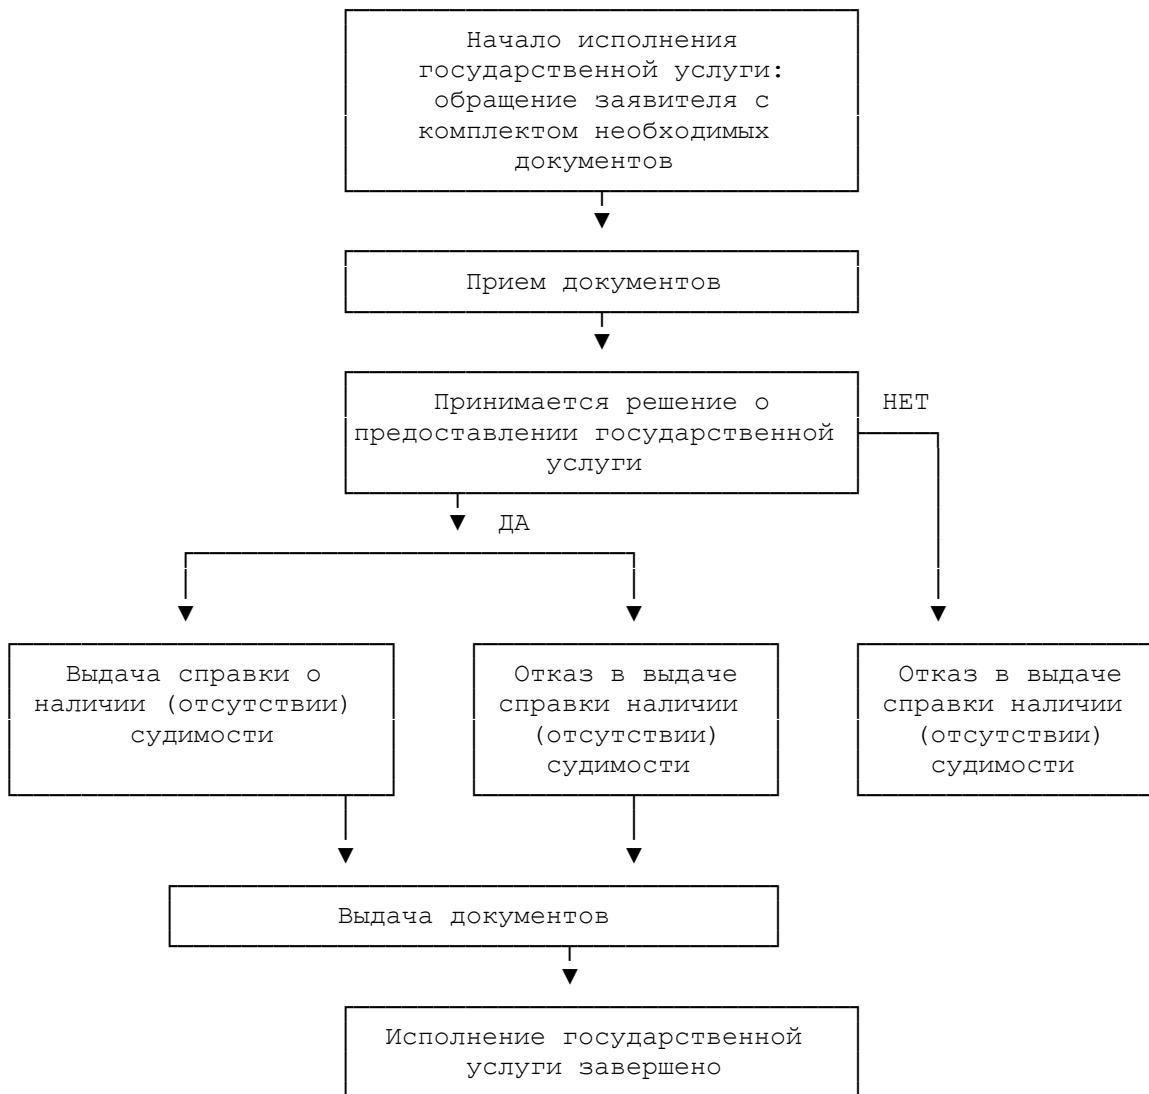 Начало исполнения
государственной услуги:
обращение заявителя с
комплектом необходимых
документов
Прием документов
Принимается решение о
предоставлении государственной
услуги
НЕТ
ДА
Выдача справки о
наличии (отсутствии)
судимости
Отказ в выдаче
справки наличии
(отсутствии)
судимости
Отказ в выдаче
справки наличии
(отсутствии)
судимости
Выдача документов
Исполнение государственной
услуги завершено